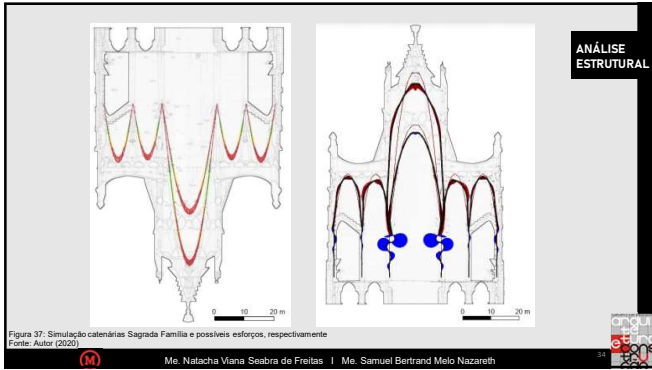 ANÁLISE
ESTRUTURAL
0 10 20 m
0 10 20 m
Figura 37: Simulação catenárias Sagrada Família e possíveis esforços, respectivamente
Fonte: Autor (2020)
M
Me. Natacha Viana Seabra de Freitas I Me. Samuel Bertrand Melo Nazareth
34